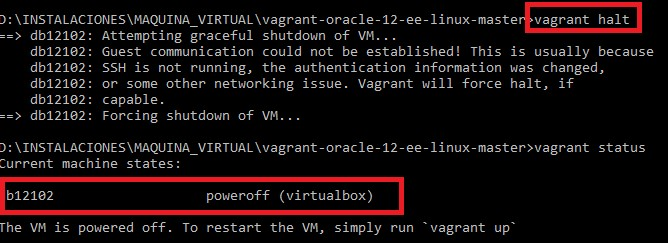 D:\INSTALACIONES\MAQUINA_VIRTUAL\vagrant-oracle-12-ee-linux-master>vagrant halt
==> db12102: Attempting graceful shutdown of VM...
db12102: Guest communication could not be established! This is usually because
db12102: SSH is not running, the authentication information was changed,
db12102: or some other networking issue. Vagrant will force halt, if
db12102: capable.
==> db12102: Forcing shutdown of VM...
D:\INSTALACIONES\MAQUINA_VIRTUAL\vagrant-oracle-12-ee-linux-master>vagrant status
Current machine states:
b12102 poweroff (virtualbox)
The VM is powered off. To restart the VM, simply run `vagrant up`